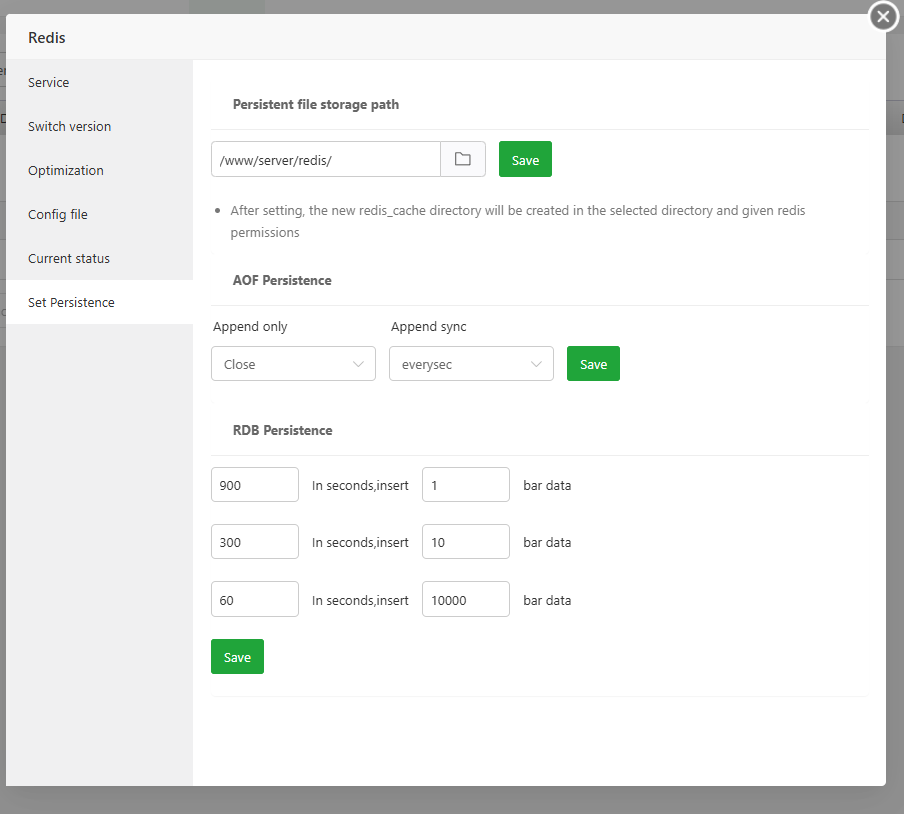 Redis
Service
Switch version
Optimization
Config file
Current status
Set Persistence
Persistent file storage path
/www/server/redis/
Save
After setting, the new redis_cache directory will be created in the selected directory and given redis
permissions
AOF Persistence
Append only Append sync
Close everysec Save
RDB Persistence
900 In seconds,insert 1 bar data
300 In seconds,insert 10 bar data
60 In seconds,insert 10000 bar data
Save